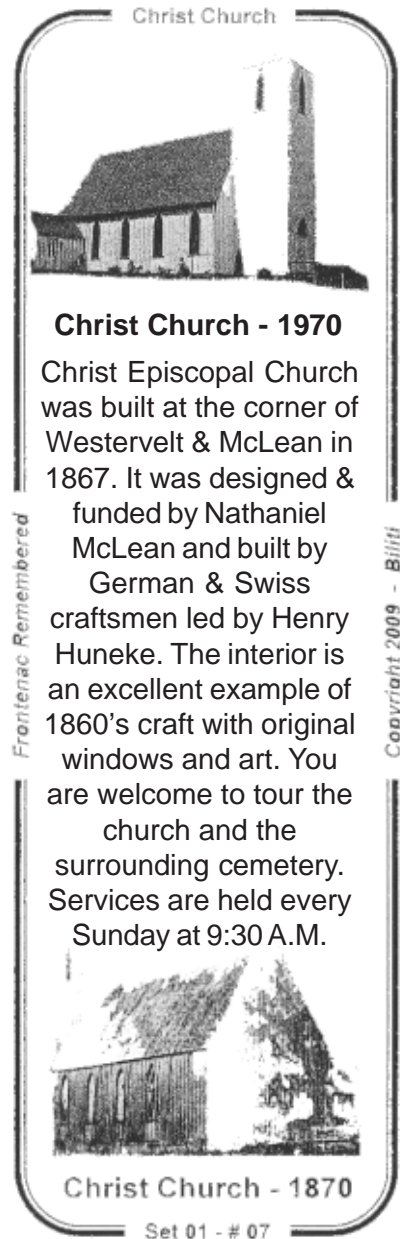 Christ Church
Christ Church - 1970
Christ Episcopal Church
was built at the corner of
Westervelt & McLean in
1867. It was designed &
funded by Nathaniel
McLean and built by
German & Swiss
craftsmen led by Henry
Huneke. The interior is
an excellent example of
1860's craft with original
windows and art. You
are welcome to tour the
church and the
surrounding cemetery.
Services are held every
Sunday at 9:30 A.M.
Frontenac Remembered
Copyright 2009 - Biliti
Christ Church - 1870
Set 01 - # 07